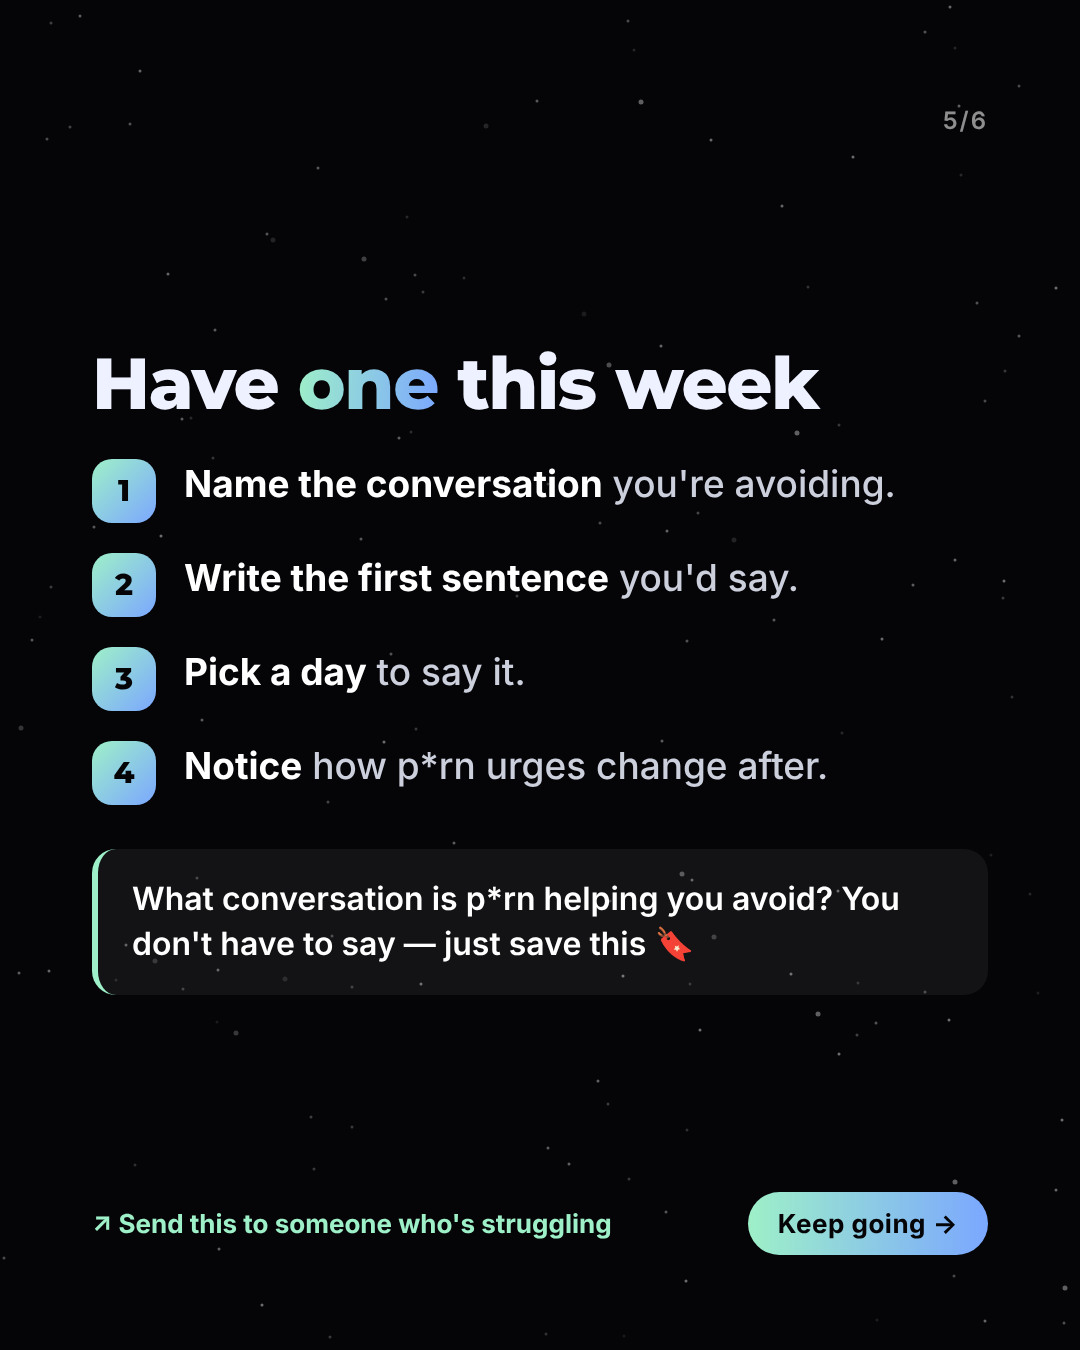 5/6
Have one this week
1 Name the conversation you're avoiding.
2 Write the first sentence you'd say.
3 Pick a day to say it.
4 Notice how p*rn urges change after.
What conversation is p*rn helping you avoid? You
don't have to say — just save this 🔖
↗ Send this to someone who's struggling
Keep going →